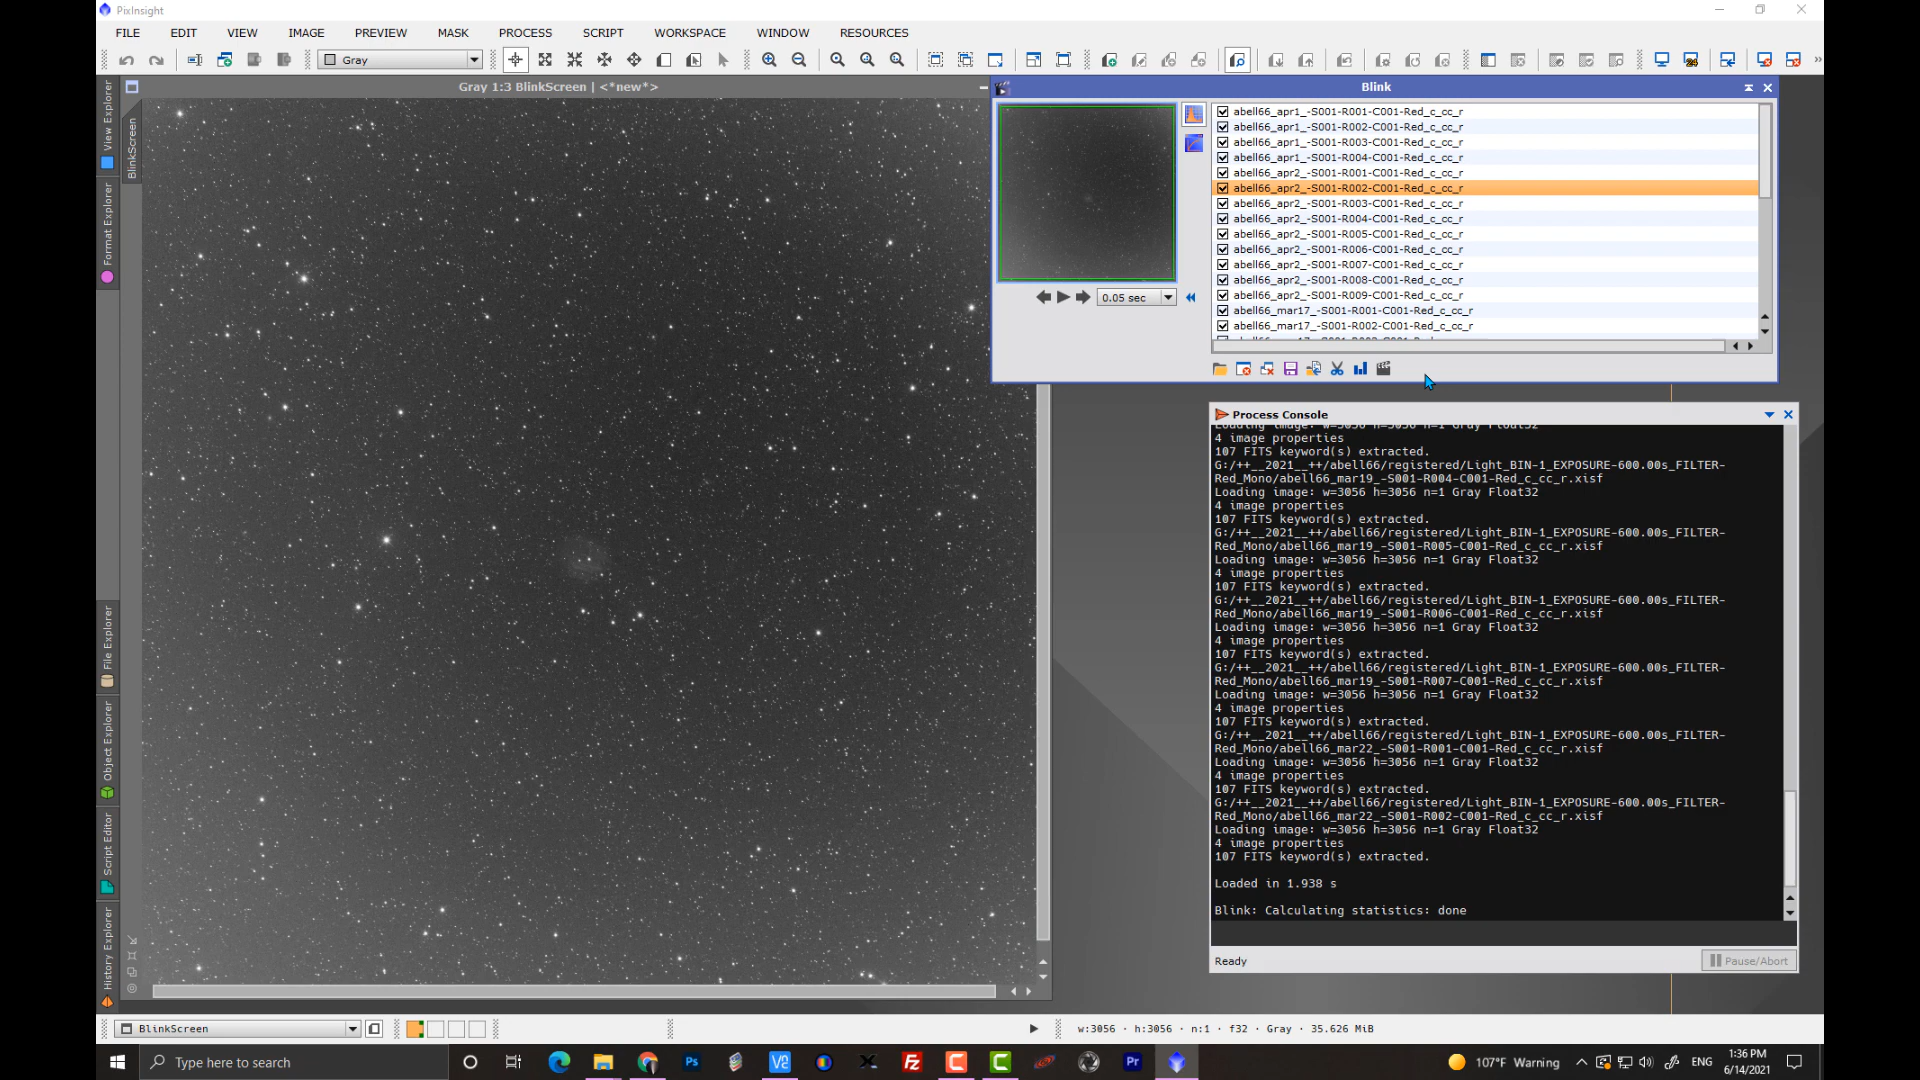 PixInsight
FILE EDIT VIEW IMAGE PREVIEW MASK PROCESS SCRIPT WORKSPACE WINDOW RESOURCES
Gray
24
Gray 1:3 BlinkScreen | <*new*>
View Explorer
Format Explorer
File Explorer
Object Explorer
Script Editor
History Explorer
BlinkScreen
Blink
abell66_apr1_-S001-R001-C001-Red_c_cc_r
abell66_apr1_-S001-R002-C001-Red_c_cc_r
abell66_apr1_-S001-R003-C001-Red_c_cc_r
abell66_apr1_-S001-R004-C001-Red_c_cc_r
abell66_apr2_-S001-R001-C001-Red_c_cc_r
abell66_apr2_-S001-R002-C001-Red_c_cc_r
abell66_apr2_-S001-R003-C001-Red_c_cc_r
abell66_apr2_-S001-R004-C001-Red_c_cc_r
abell66_apr2_-S001-R005-C001-Red_c_cc_r
abell66_apr2_-S001-R006-C001-Red_c_cc_r
abell66_apr2_-S001-R007-C001-Red_c_cc_r
abell66_apr2_-S001-R008-C001-Red_c_cc_r
abell66_apr2_-S001-R009-C001-Red_c_cc_r
abell66_mar17_-S001-R001-C001-Red_c_cc_r
abell66_mar17_-S001-R002-C001-Red_c_cc_r
0.05 sec
Process Console
Loading image: w=3056 h=3056 n=1 Gray Float32
4 image properties
107 FITS keyword(s) extracted.
G:/++__2021__++/abell66/registered/Light_BIN-1_EXPOSURE-600.00s_FILTER-
Red_Mono/abell66_mar19_-S001-R004-C001-Red_c_cc_r.xisf
Loading image: w=3056 h=3056 n=1 Gray Float32
4 image properties
107 FITS keyword(s) extracted.
G:/++__2021__++/abell66/registered/Light_BIN-1_EXPOSURE-600.00s_FILTER-
Red_Mono/abell66_mar19_-S001-R005-C001-Red_c_cc_r.xisf
Loading image: w=3056 h=3056 n=1 Gray Float32
4 image properties
107 FITS keyword(s) extracted.
G:/++__2021__++/abell66/registered/Light_BIN-1_EXPOSURE-600.00s_FILTER-
Red_Mono/abell66_mar19_-S001-R006-C001-Red_c_cc_r.xisf
Loading image: w=3056 h=3056 n=1 Gray Float32
4 image properties
107 FITS keyword(s) extracted.
G:/++__2021__++/abell66/registered/Light_BIN-1_EXPOSURE-600.00s_FILTER-
Red_Mono/abell66_mar19_-S001-R007-C001-Red_c_cc_r.xisf
Loading image: w=3056 h=3056 n=1 Gray Float32
4 image properties
107 FITS keyword(s) extracted.
G:/++__2021__++/abell66/registered/Light_BIN-1_EXPOSURE-600.00s_FILTER-
Red_Mono/abell66_mar22_-S001-R001-C001-Red_c_cc_r.xisf
Loading image: w=3056 h=3056 n=1 Gray Float32
4 image properties
107 FITS keyword(s) extracted.
G:/++__2021__++/abell66/registered/Light_BIN-1_EXPOSURE-600.00s_FILTER-
Red_Mono/abell66_mar22_-S001-R002-C001-Red_c_cc_r.xisf
Loading image: w=3056 h=3056 n=1 Gray Float32
4 image properties
107 FITS keyword(s) extracted.
Loaded in 1.938 s
Blink: Calculating statistics: done
Ready
Pause/Abort
BlinkScreen
w:3056 · h:3056 · n:1 · f32 · Gray · 35.626 MiB
Type here to search
Ps
Fz
Pr
107°F Warning
ENG
1:36 PM
6/14/2021